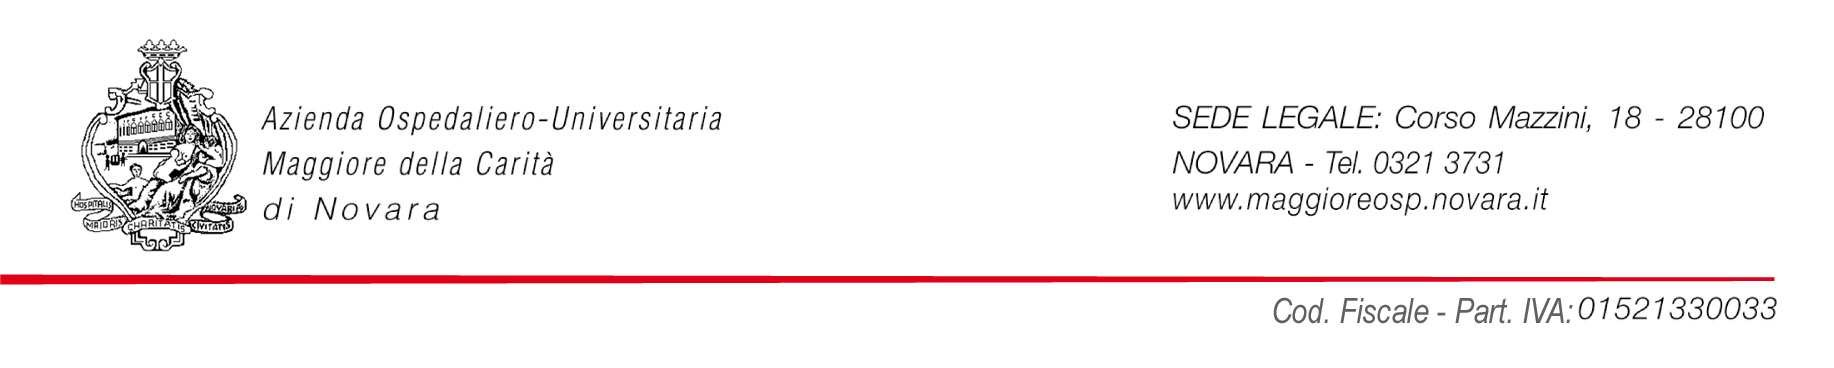 Azienda Ospedaliero-Universitaria
Maggiore della Carità
di Novara
HOSPITALIS
MAIORIS
CHARITATIS
CIVITATIS
NOVARIÆ
SEDE LEGALE: Corso Mazzini, 18 - 28100
NOVARA - Tel. 0321 3731
www.maggioreosp.novara.it
Cod. Fiscale - Part. IVA: 01521330033